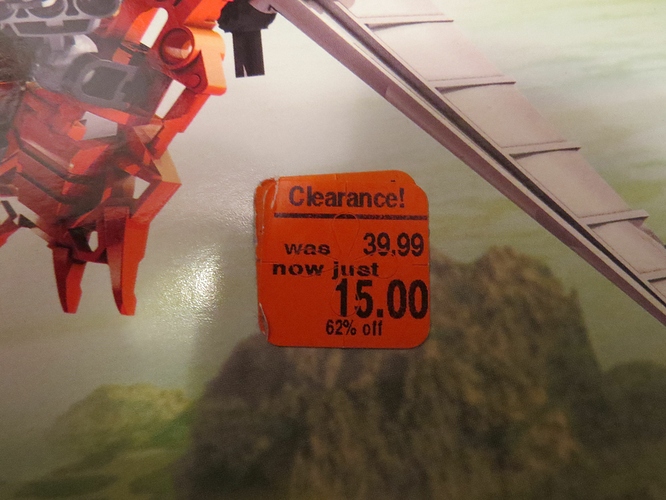 Clearance!
was 39.99
now just
15.00
62% off